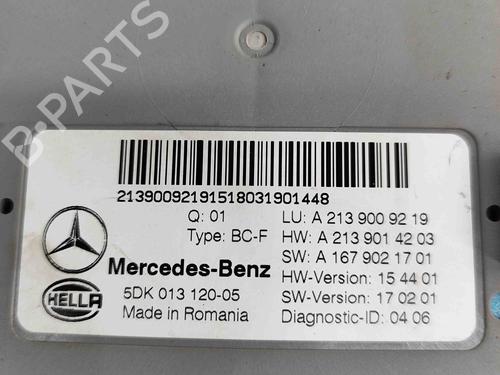 B-PARTS
21390092191518031901448
Q: 01
Type: BC-F
LU: A 213 900 92 19
HW: A 213 901 42 03
SW: A 167 902 17 01
Mercedes-Benz
HW-Version: 15 44 01
HELLA
5DK 013 120-05
SW-Version: 17 02 01
Made in Romania
Diagnostic-ID: 04 06